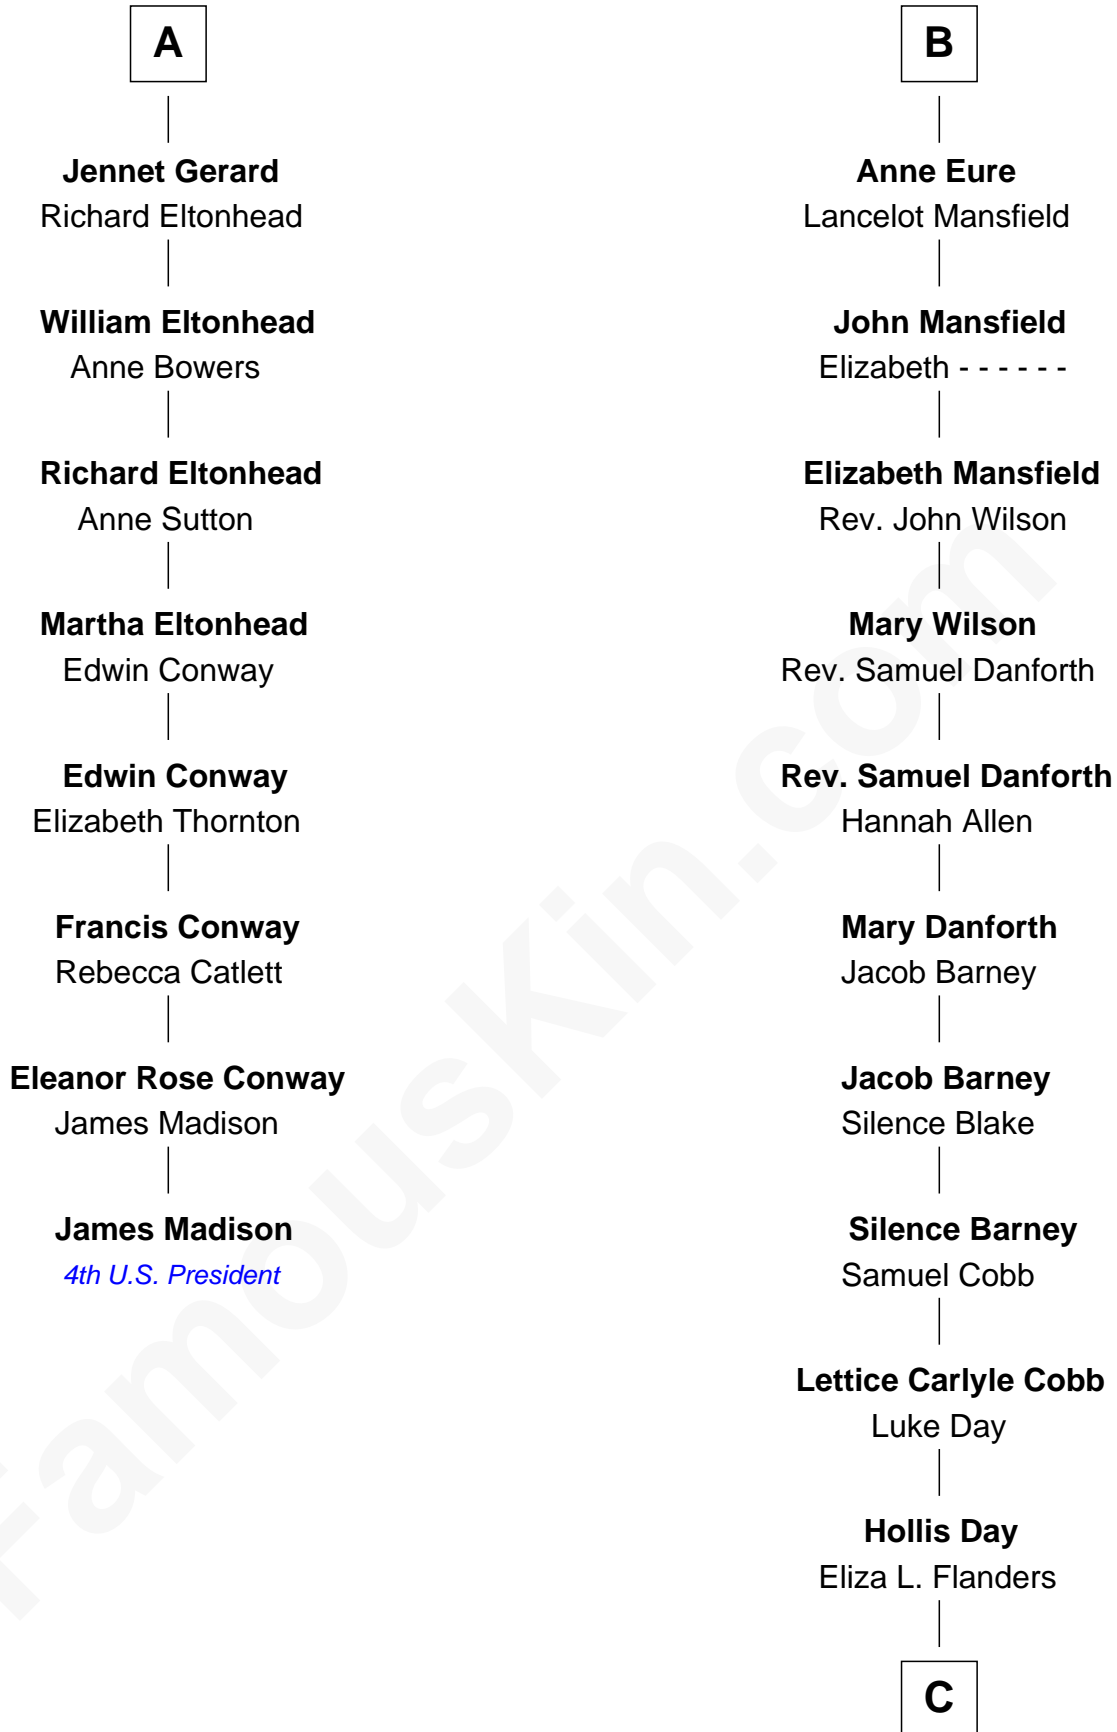 A
Jennet Gerard
Richard Eltonhead
William Eltonhead
Anne Bowers
Richard Eltonhead
Anne Sutton
Martha Eltonhead
Edwin Conway
Edwin Conway
Elizabeth Thornton
Francis Conway
Rebecca Catlett
Eleanor Rose Conway
James Madison
James Madison
4th U.S. President
B
Anne Eure
Lancelot Mansfield
John Mansfield
Elizabeth - - - - - -
Elizabeth Mansfield
Rev. John Wilson
Mary Wilson
Rev. Samuel Danforth
Rev. Samuel Danforth
Hannah Allen
Mary Danforth
Jacob Barney
Jacob Barney
Silence Blake
Silence Barney
Samuel Cobb
Lettice Carlyle Cobb
Luke Day
Hollis Day
Eliza L. Flanders
C
FamousKin.com